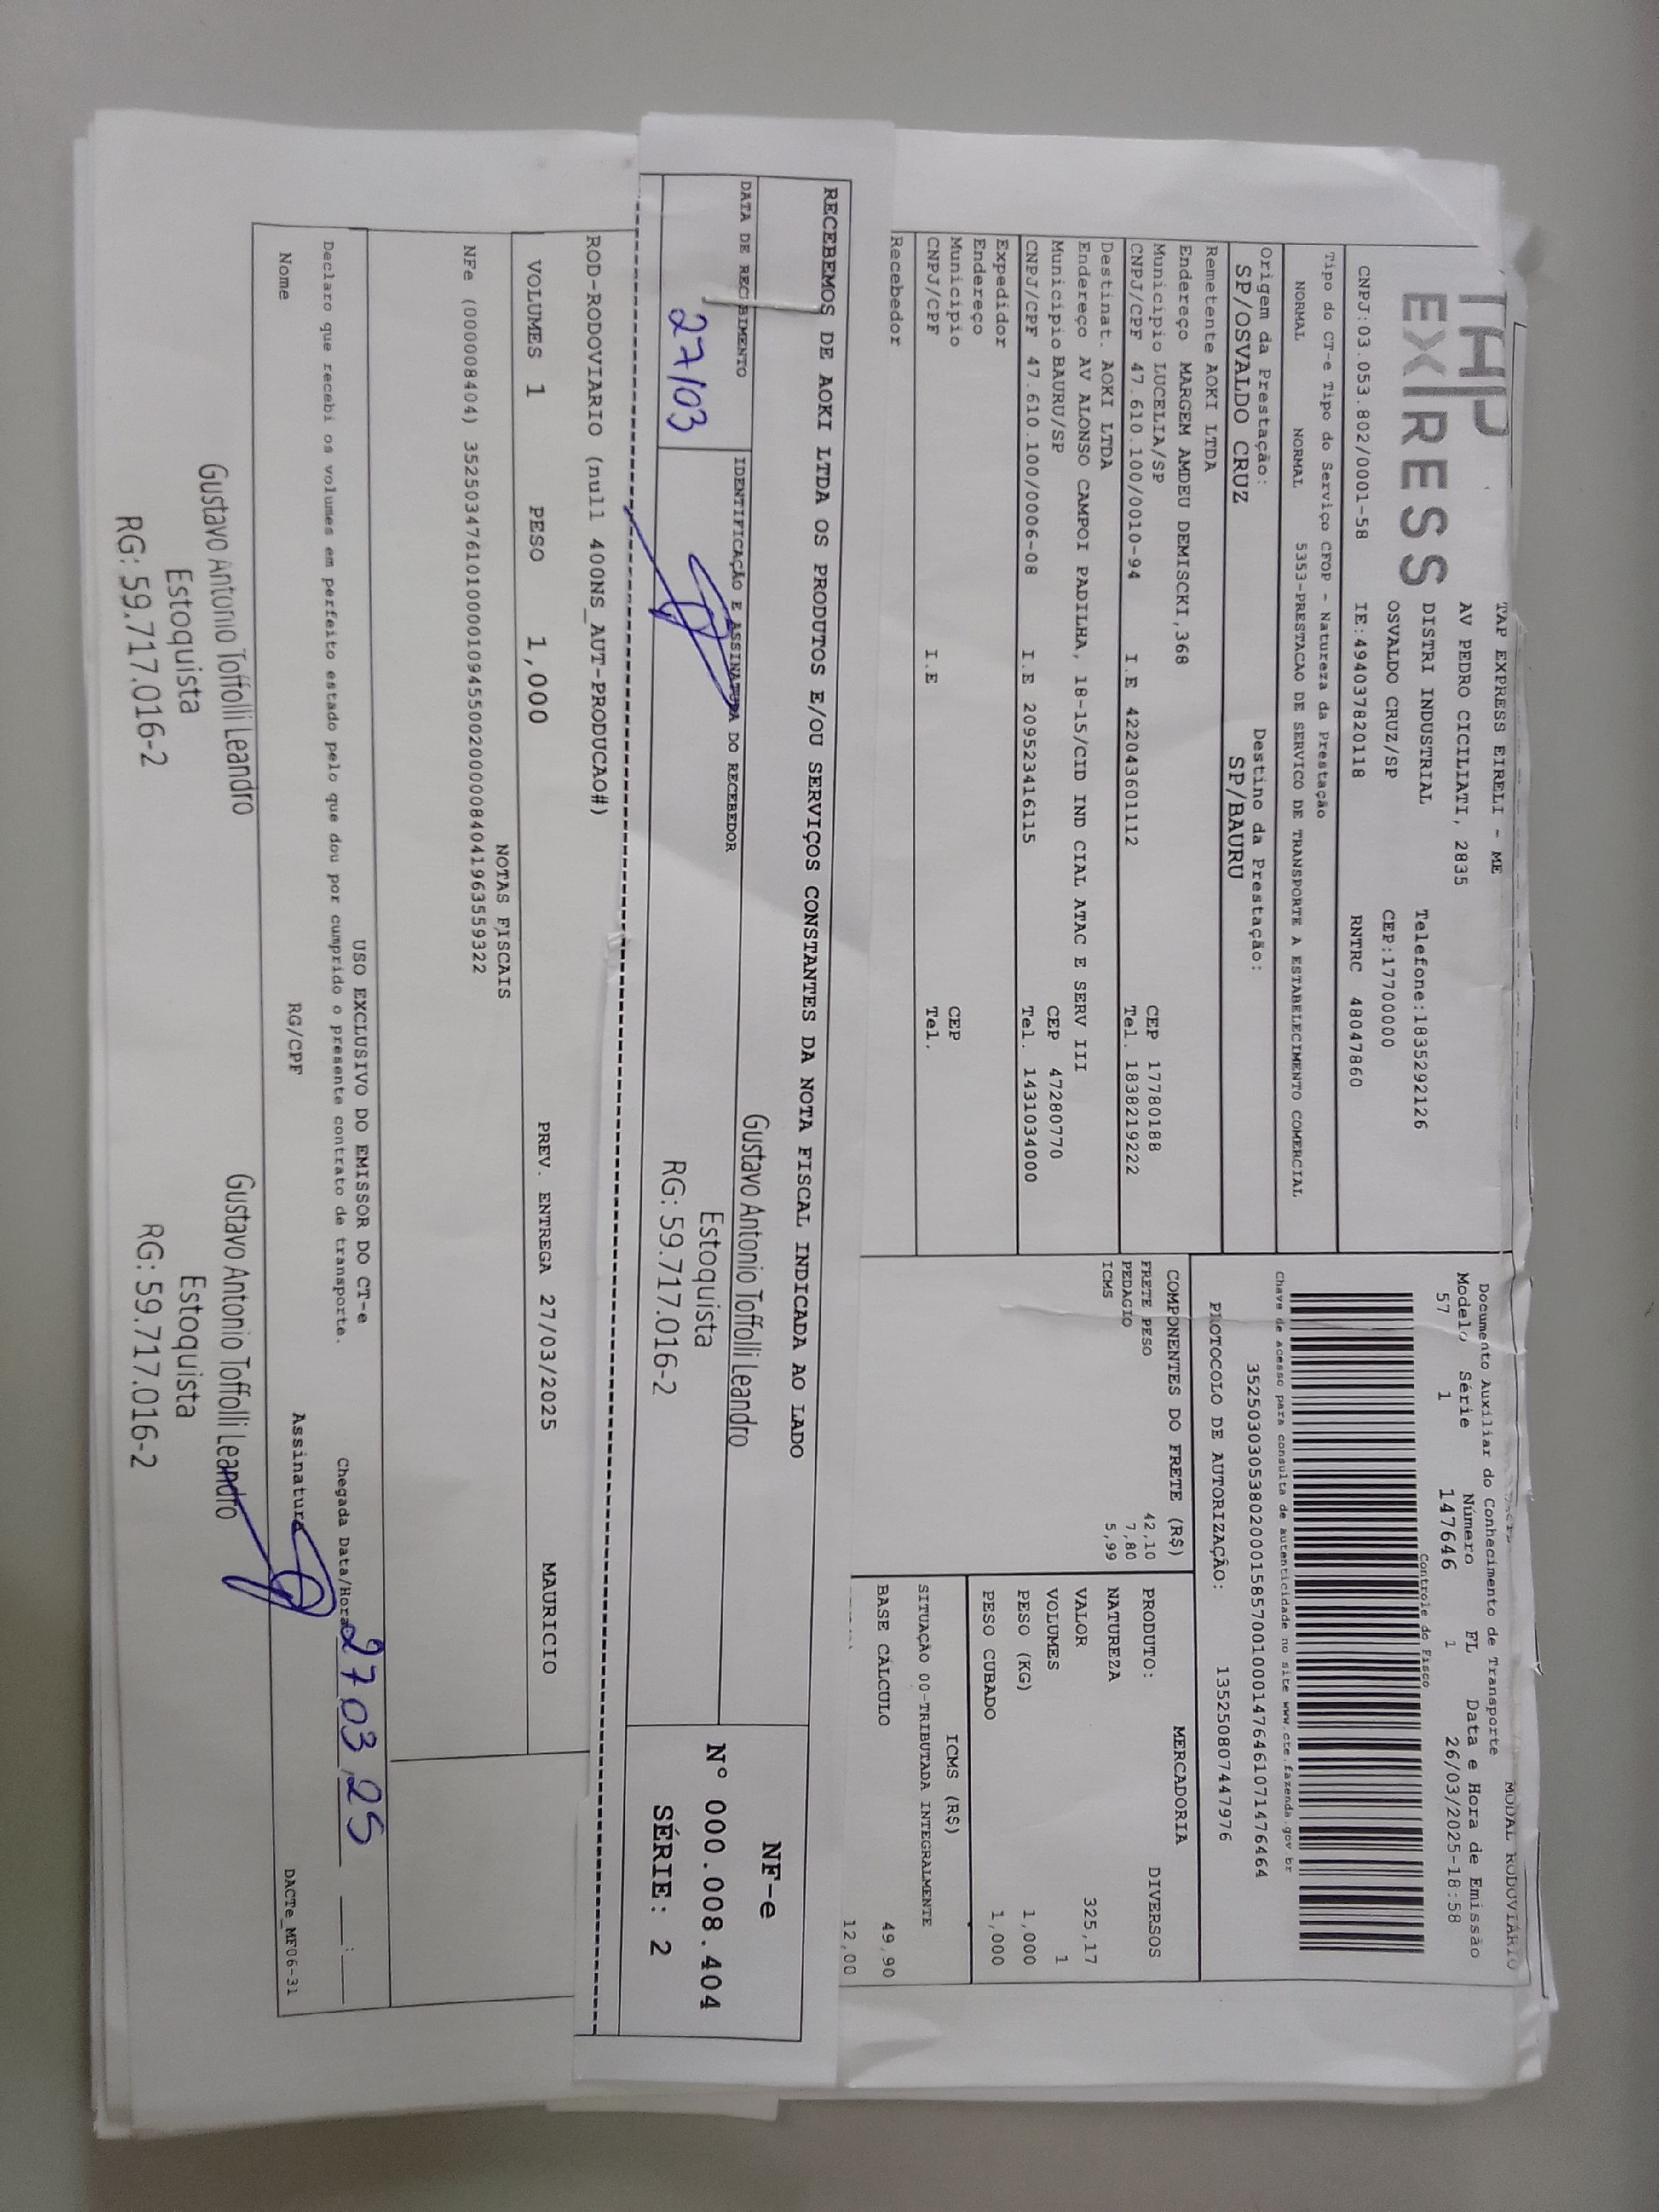 THP
EXPRESS
TAP EXPRESS EIRELI - ME
AV PEDRO CICILIATI, 2835
DISTRI INDUSTRIAL
Telefone:1835292126
OSVALDO CRUZ/SP
CEP:17700000
CNPJ:03.053.802/0001-58
IE:494037820118
RNTRC 48047860
MODAL RODOVIÁRIO
Documento Auxiliar do Conhecimento de Transporte
Modelo Série Número FL Data e Hora de Emissão
57 1 147646 1 26/03/2025-18:58
Controle do Fisco
Chave de acesso para consulta de autenticidade no site www.cte.fazenda.gov.br
35250303053802000158570010001476461071476464
PROTOCOLO DE AUTORIZAÇÃO: 135250807447976
Tipo do CT-e Tipo do Serviço CFOP - Natureza da Prestação
NORMAL NORMAL 5353-PRESTACAO DE SERVICO DE TRANSPORTE A ESTABELECIMENTO COMERCIAL
Origem da Prestação: Destino da Prestação:
SP/OSVALDO CRUZ SP/BAURU
Remetente AOKI LTDA
Endereço MARGEM AMDEU DEMISCKI,368
Município LUCELIA/SP CEP 17780188
CNPJ/CPF 47.610.100/0010-94 I.E 422043601112 Tel. 1838219222
Destinat. AOKI LTDA
Endereço AV ALONSO CAMPOI PADILHA, 18-15/CID IND CIAL ATAC E SERV III
Município BAURU/SP CEP 47280770
CNPJ/CPF 47.610.100/0006-08 I.E 209523416115 Tel. 1431034000
Expedidor
Endereço
Município CEP
CNPJ/CPF I.E Tel.
Recebedor
COMPONENTES DO FRETE (R$)
FRETE PESO 42,10
PEDAGIO 7,80
ICMS 5,99
MERCADORIA
PRODUTO: DIVERSOS
NATUREZA
VALOR 325,17
VOLUMES 1
PESO (KG) 1,000
PESO CUBADO 1,000
ICMS (R$)
SITUAÇÃO 00-TRIBUTADA INTEGRALMENTE
BASE CÁLCULO 49,90
12,00
RECEBEMOS DE AOKI LTDA OS PRODUTOS E/OU SERVIÇOS CONSTANTES DA NOTA FISCAL INDICADA AO LADO
DATA DE RECEBIMENTO
27/03
IDENTIFICAÇÃO E ASSINATURA DO RECEBEDOR
Gustavo Antonio Toffolli Leandro
Estoquista
RG: 59.717.016-2
NF-e
N° 000.008.404
SÉRIE: 2
ROD-RODOVIARIO (null 400NS_AUT-PRODUCAO#)
VOLUMES 1 PESO 1,000 PREV. ENTREGA 27/03/2025 MAURICIO
NOTAS FISCAIS
NFe (00008404) 35250347610100001094550020000084041963559322
USO EXCLUSIVO DO EMISSOR DO CT-e
Declaro que recebi os volumes em perfeito estado pelo que dou por cumprido o presente contrato de transporte.
Chegada Data/Hora 27 03 25 :
Nome RG/CPF Assinatura DACTe_MF06-31
Gustavo Antonio Toffolli Leandro
Estoquista
RG: 59.717.016-2
Gustavo Antonio Toffolli Leandro
Estoquista
RG: 59.717.016-2